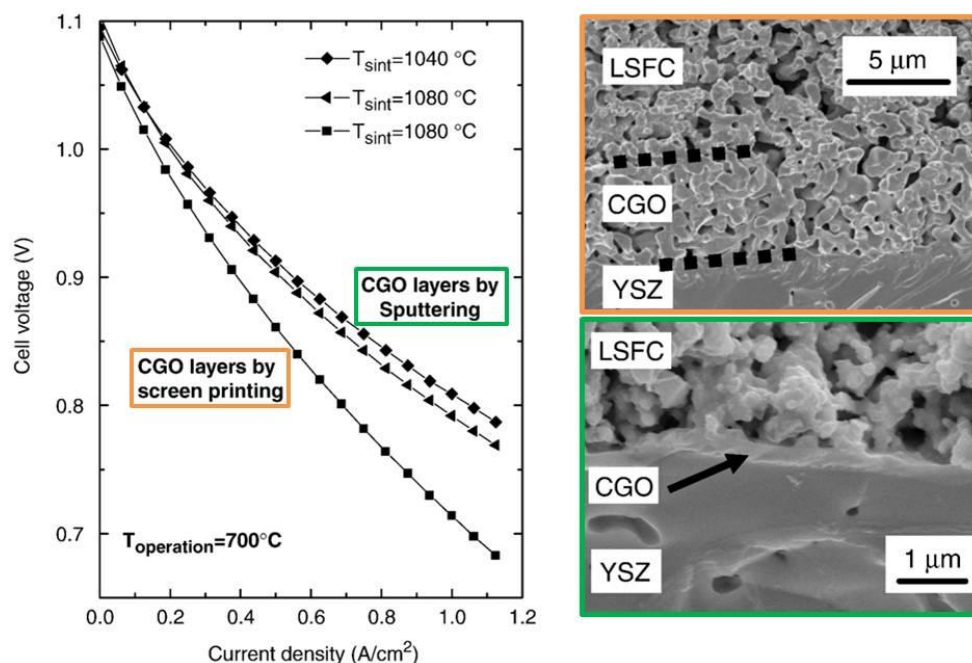 1.1
1.0
0.9
0.8
0.7
Cell voltage (V)
T_sint=1040 °C
T_sint=1080 °C
T_sint=1080 °C
CGO layers by
Sputtering
CGO layers by
screen printing
T_operation=700°C
0.0 0.2 0.4 0.6 0.8 1.0 1.2
Current density (A/cm²)
LSFC
5 μm
CGO
YSZ
LSFC
CGO
YSZ
1 μm